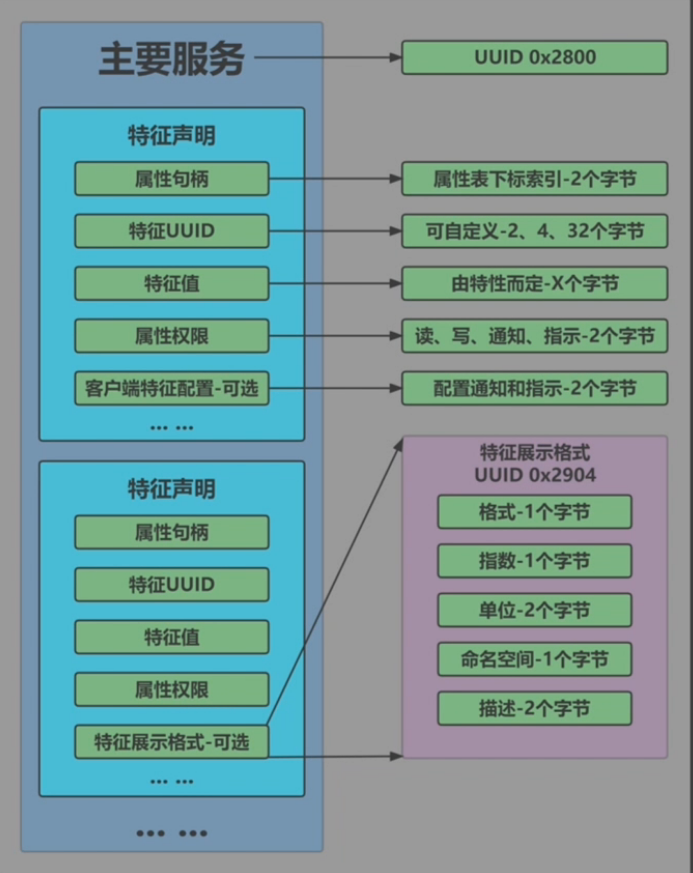 主要服务
UUID 0x2800
特征声明
属性句柄
属性表下标索引-2个字节
特征UUID
可自定义-2、4、32个字节
特征值
由特性而定-X个字节
属性权限
读、写、通知、指示-2个字节
客户端特征配置-可选
配置通知和指示-2个字节
... ...
特征声明
属性句柄
特征UUID
特征值
属性权限
特征展示格式-可选
... ...
特征展示格式
UUID 0x2904
格式-1个字节
指数-1个字节
单位-2个字节
命名空间-1个字节
描述-2个字节
... ...